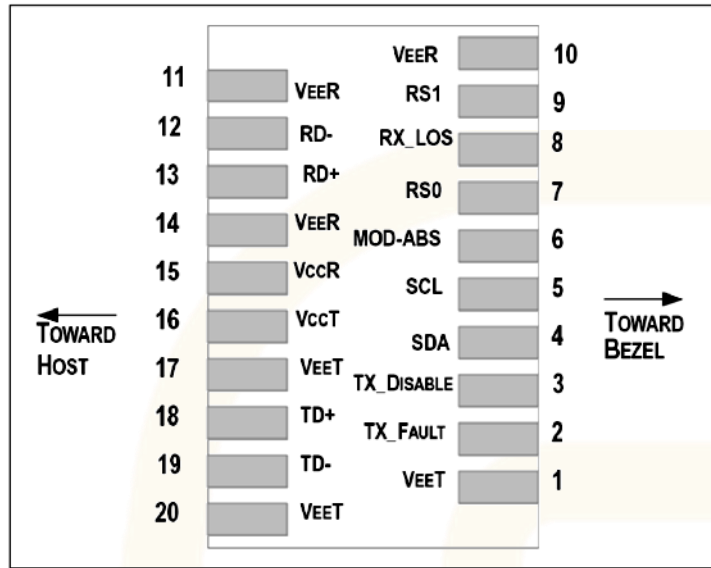 11 VEER
12 RD-
13 RD+
14 VEER
15 VCCR
16 VCCT
17 VEET
18 TD+
19 TD-
20 VEET
VEER 10
RS1 9
RX_LOS 8
RS0 7
MOD-ABS 6
SCL 5
SDA 4
TX_DISABLE 3
TX_FAULT 2
VEET 1
TOWARD
HOST
TOWARD
BEZEL